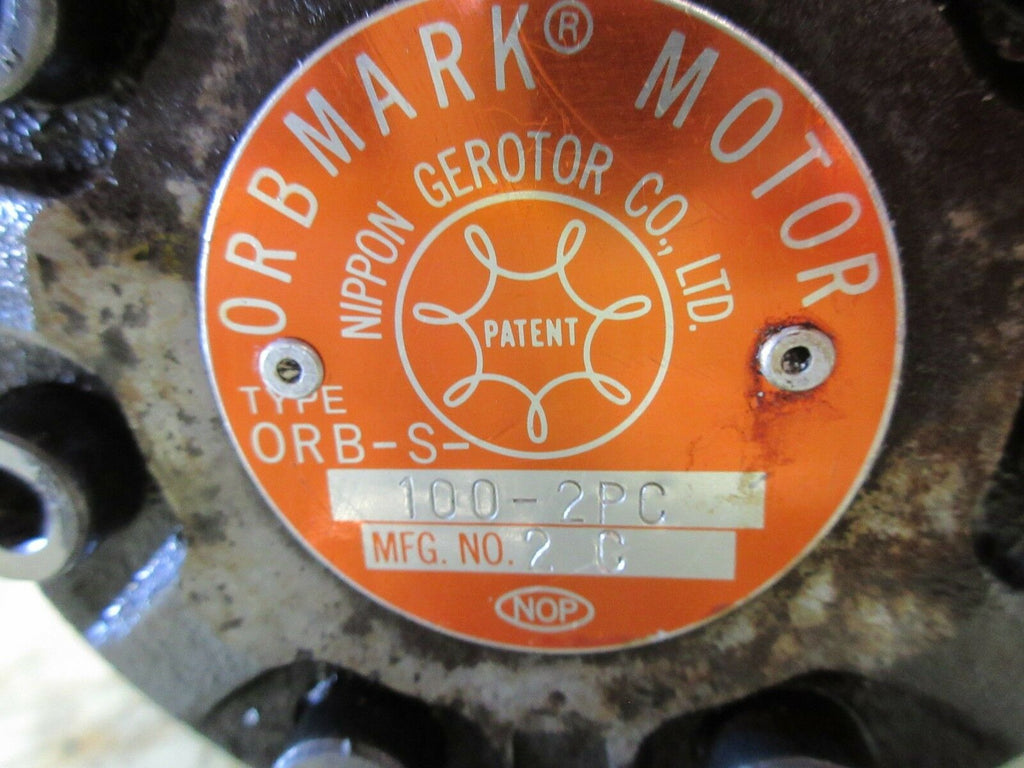 ORBMARK® MOTOR
NIPPON GEROTOR CO., LTD.
PATENT
TYPE
ORB-S-
100-2PC
MFG. NO. 2 C
NOP